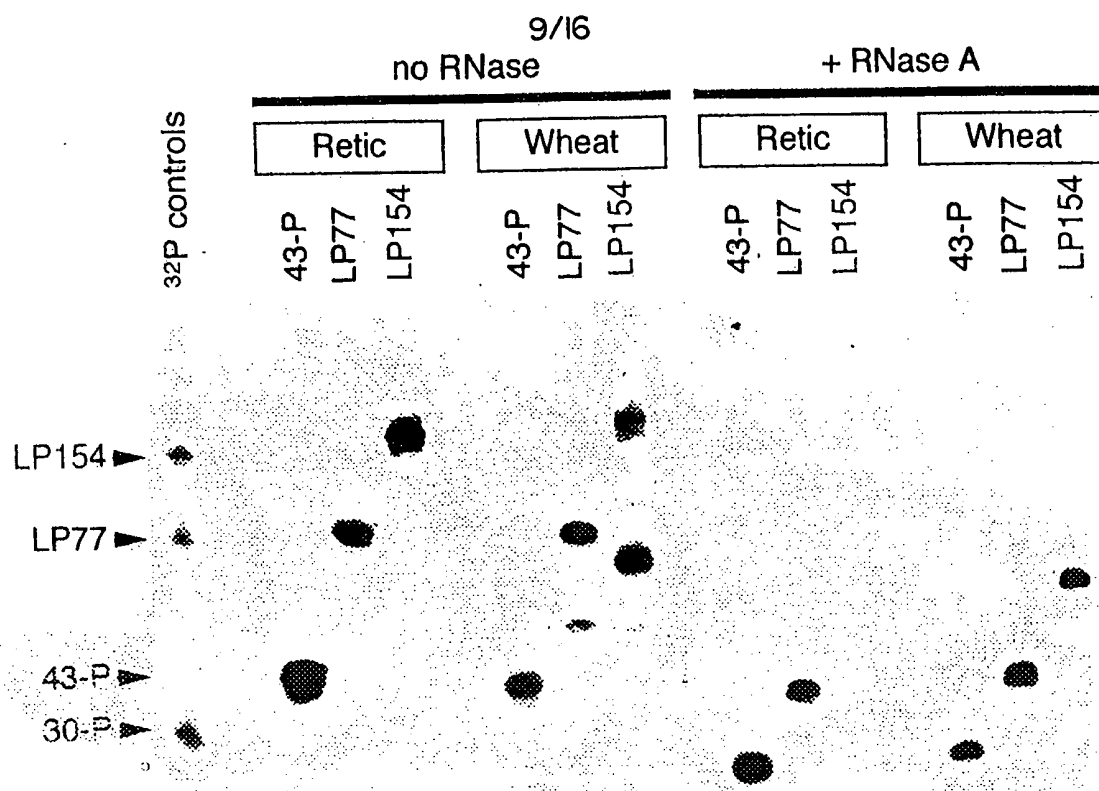 9/16
no RNase
+ RNase A
Retic
Wheat
Retic
Wheat
32P controls
43-P
LP77
LP154
43-P
LP77
LP154
43-P
LP77
LP154
43-P
LP77
LP154
LP154
LP77
43-P
30-P